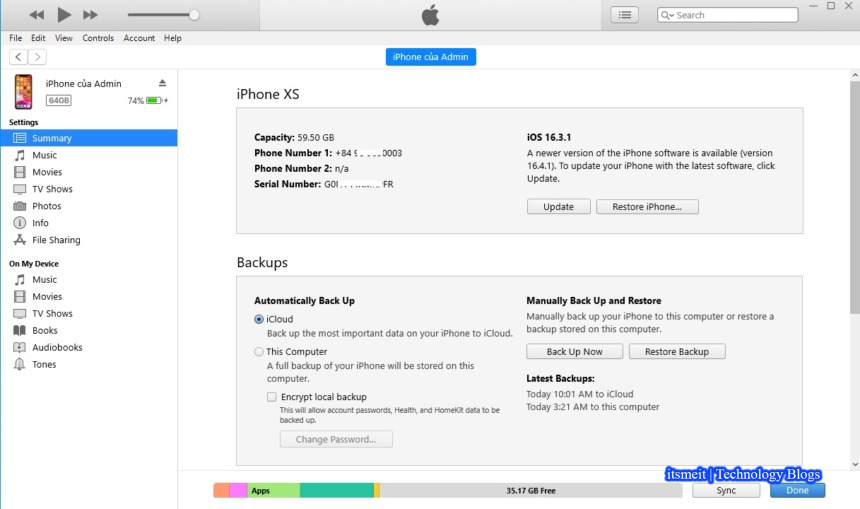 Search
File Edit View Controls Account Help
iPhone của Admin
iPhone của Admin
64GB 74%
Settings
Summary
Music
Movies
TV Shows
Photos
Info
File Sharing
On My Device
Music
Movies
TV Shows
Books
Audiobooks
Tones
iPhone XS
Capacity: 59.50 GB
Phone Number 1: +84 9 0003
Phone Number 2: n/a
Serial Number: FR
iOS 16.3.1
A newer version of the iPhone software is available (version
16.4.1). To update your iPhone with the latest software, click
Update.
Update Restore iPhone...
Backups
Automatically Back Up
iCloud
Back up the most important data on your iPhone to iCloud.
This Computer
A full backup of your iPhone will be stored on this
computer.
Encrypt local backup
This will allow account passwords, Health, and HomeKit data to be
backed up.
Change Password...
Manually Back Up and Restore
Manually back up your iPhone to this computer or restore a
backup stored on this computer.
Back Up Now Restore Backup
Latest Backups:
Today 10:01 AM to iCloud
Today 3:21 AM to this computer
itsmeit | Technology Blogs
Apps 35.17 GB Free Sync Done